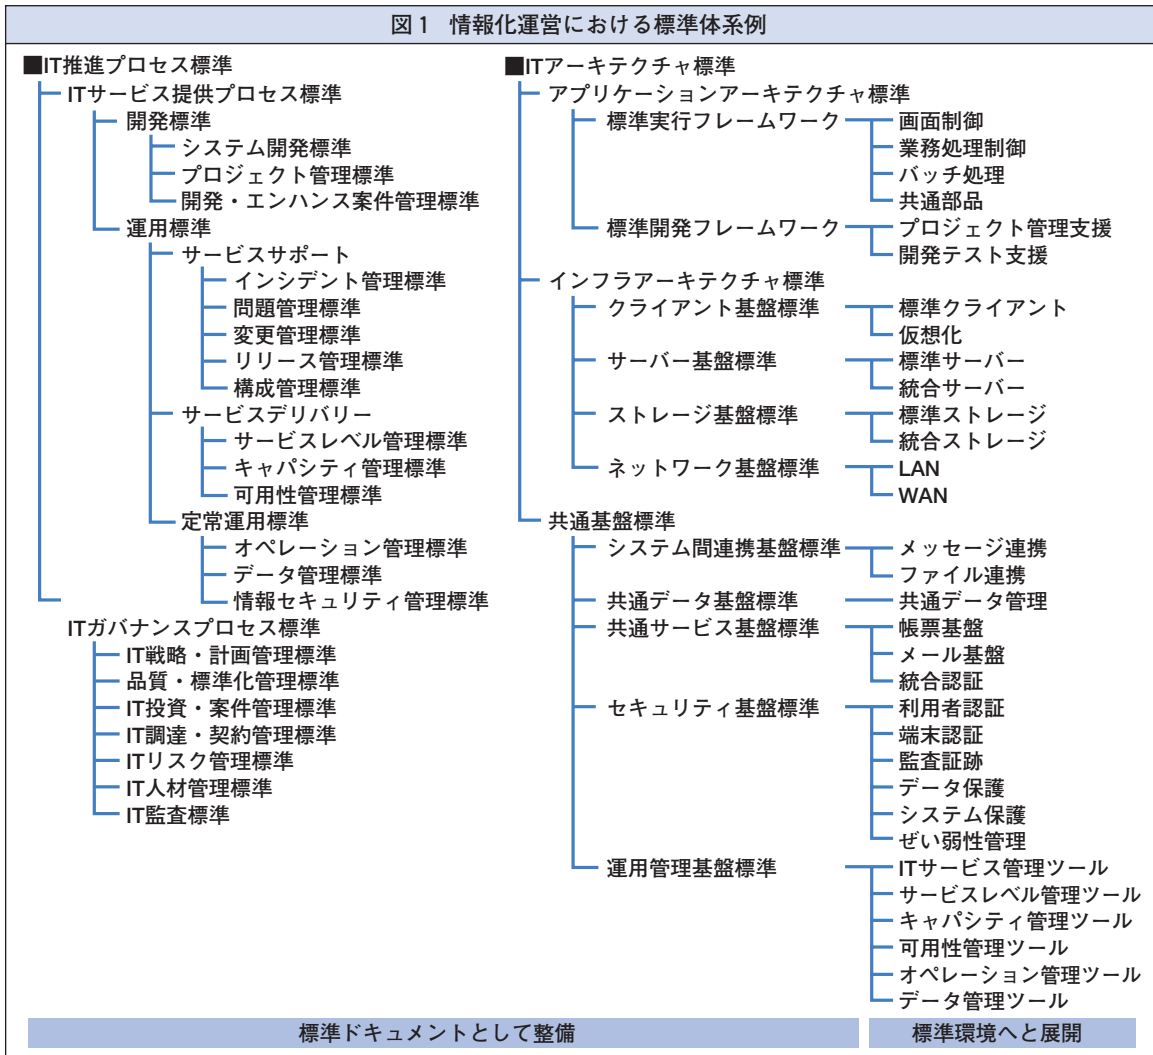 図1 情報化運営における標準体系例
■IT推進プロセス標準
ITサービス提供プロセス標準
開発標準
システム開発標準
プロジェクト管理標準
開発・エンハンス案件管理標準
運用標準
サービスサポート
インシデント管理標準
問題管理標準
変更管理標準
リリース管理標準
構成管理標準
サービスデリバリー
サービスレベル管理標準
キャパシティ管理標準
可用性管理標準
定常運用標準
オペレーション管理標準
データ管理標準
情報セキュリティ管理標準
ITガバナンスプロセス標準
IT戦略・計画管理標準
品質・標準化管理標準
IT投資・案件管理標準
IT調達・契約管理標準
ITリスク管理標準
IT人材管理標準
IT監査標準
■ITアーキテクチャ標準
アプリケーションアーキテクチャ標準
標準実行フレームワーク
画面制御
業務処理制御
バッチ処理
共通部品
標準開発フレームワーク
プロジェクト管理支援
開発テスト支援
インフラアーキテクチャ標準
クライアント基盤標準
標準クライアント
仮想化
サーバー基盤標準
標準サーバー
統合サーバー
ストレージ基盤標準
標準ストレージ
統合ストレージ
ネットワーク基盤標準
LAN
WAN
共通基盤標準
システム間連携基盤標準
メッセージ連携
ファイル連携
共通データ基盤標準
共通データ管理
共通サービス基盤標準
帳票基盤
メール基盤
統合認証
セキュリティ基盤標準
利用者認証
端末認証
監査証跡
データ保護
システム保護
ぜい弱性管理
運用管理基盤標準
ITサービス管理ツール
サービスレベル管理ツール
キャパシティ管理ツール
可用性管理ツール
オペレーション管理ツール
データ管理ツール
標準ドキュメントとして整備
標準環境へと展開